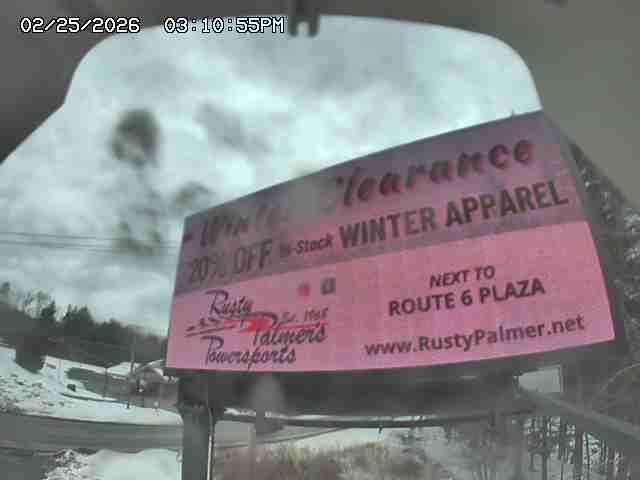 02/25/2026 03:10:55PM
- Winter Clearance
20% OFF In-Stock WINTER APPAREL
Rusty
Est. 1968
Palmer's
Powersports
NEXT TO
ROUTE 6 PLAZA
www.RustyPalmer.net